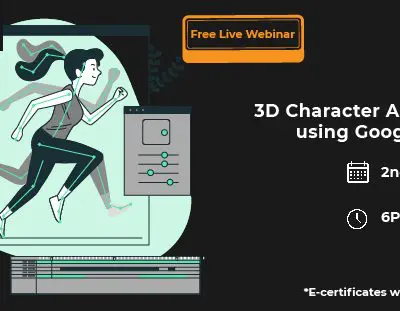 Free Live Webinar
3D Character A
using Goog
2n
6P
*E-certificates w